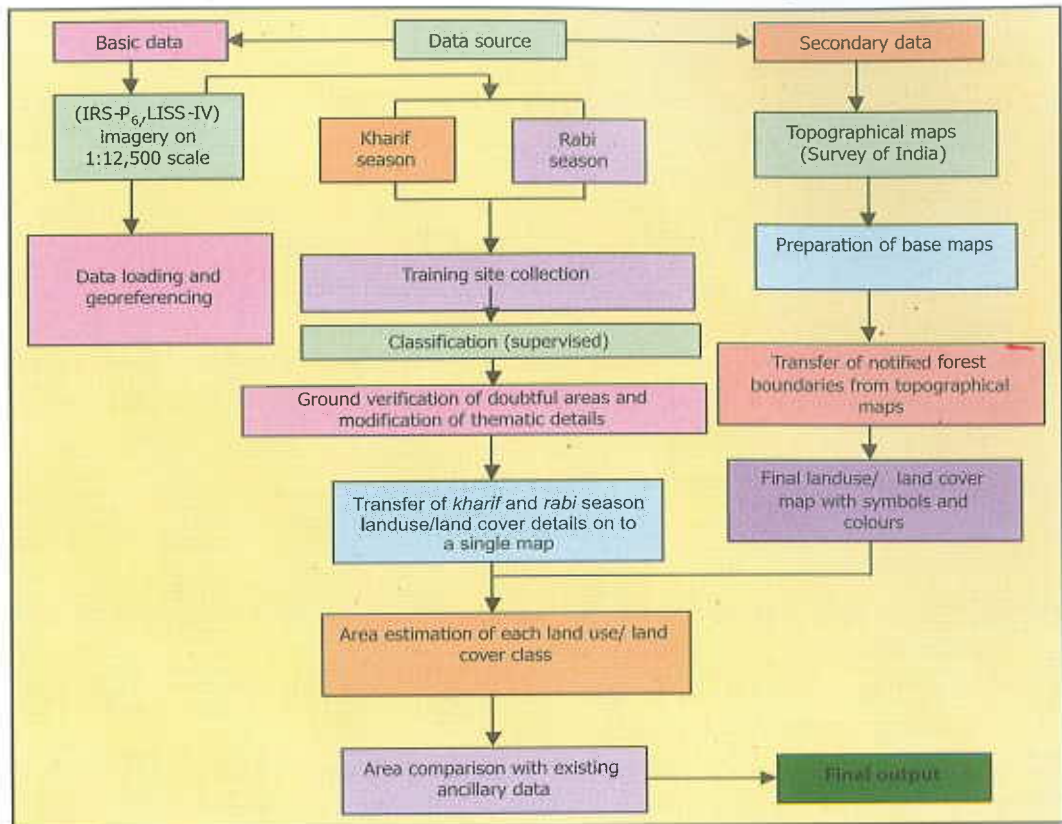 Basic data
Data source
Secondary data
(IRS-P6,LISS-IV)
imagery on
1:12,500 scale
Kharif
season
Rabi
season
Topographical maps
(Survey of India)
Data loading and
georeferencing
Training site collection
Preparation of base maps
Classification (supervised)
Transfer of notified forest
boundaries from topographical
maps
Ground verification of doubtful areas and
modification of thematic details
Final landuse/ land cover
map with symbols and
colours
Transfer of kharif and rabi season
landuse/land cover details on to
a single map
Area estimation of each land use/ land
cover class
Area comparison with existing
ancillary data
Final output